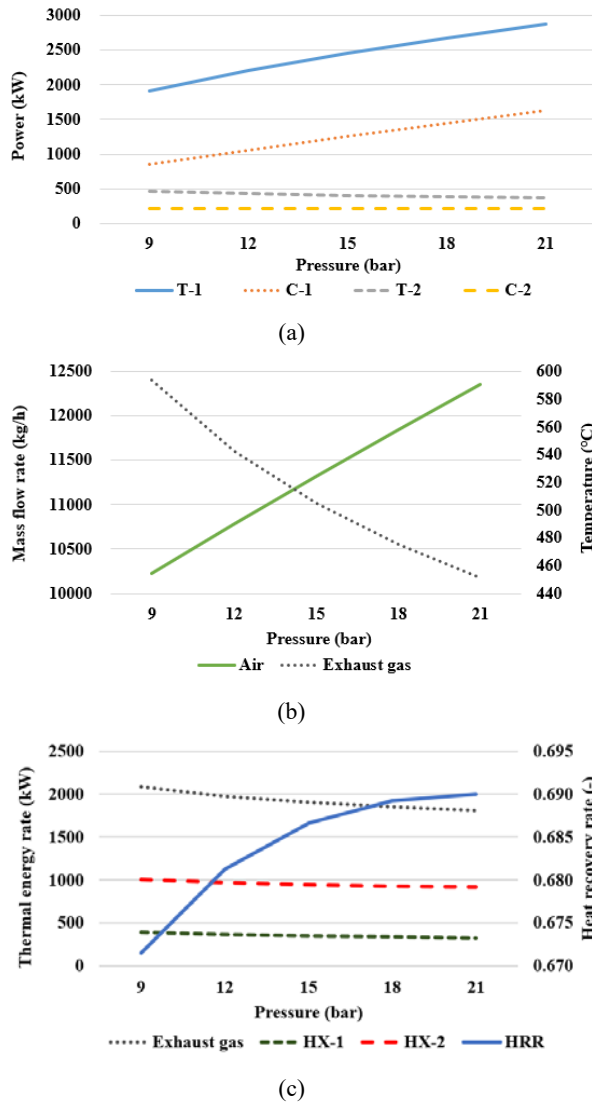 3000
2500
2000
1500
1000
500
0
Power (kW)
9 12 15 18 21
Pressure (bar)
T-1 C-1 T-2 C-2
(a)
12500
12000
11500
11000
10500
10000
Mass flow rate (kg/h)
600
580
560
540
520
500
480
460
440
Temperature (°C)
9 12 15 18 21
Pressure (bar)
Air Exhaust gas
(b)
2500
2000
1500
1000
500
0
Thermal energy rate (kW)
0.695
0.690
0.685
0.680
0.675
0.670
Heat recovery rate (-)
9 12 15 18 21
Pressure (bar)
Exhaust gas HX-1 HX-2 HRR
(c)